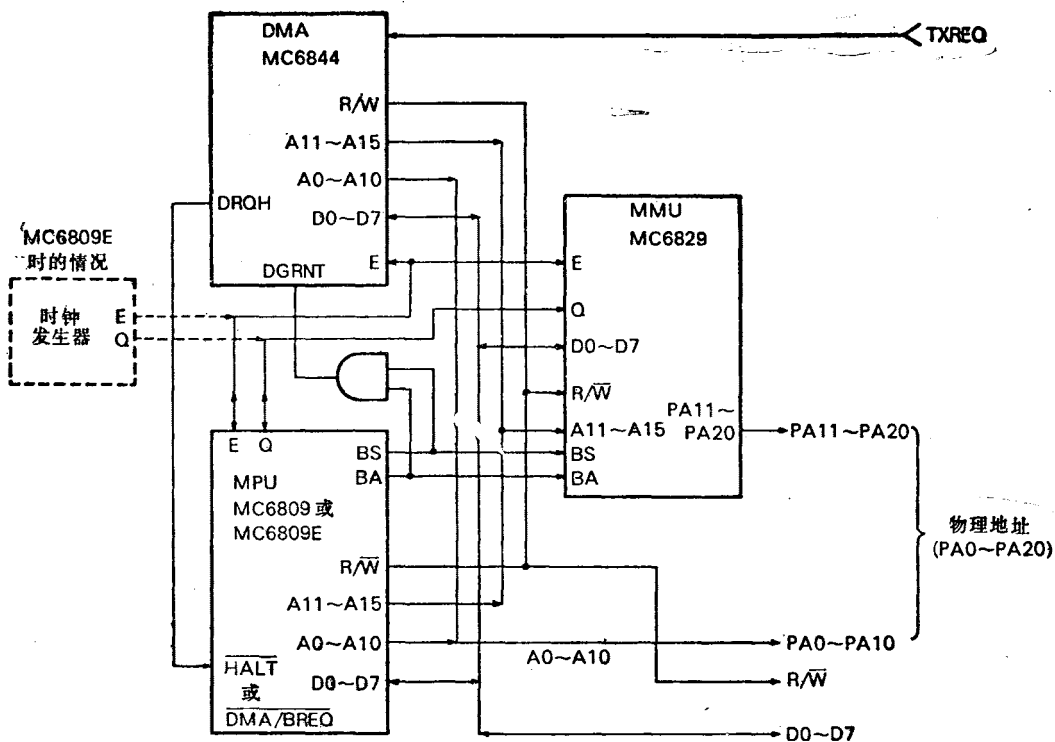 DMA
MC6844
TXREQ
R/W
A11~A15
A0~A10
DRQH
D0~D7
E
DGRNT
MC6809E
时的情况
时钟
发生器
E
Q
MMU
MC6829
E
Q
D0~D7
R/W̅
A11~A15
BS
BA
PA11~
PA20
PA11~PA20
E Q
BS
BA
MPU
MC6809或
MC6809E
R/W̅
A11~A15
A0~A10
D0~D7
H̅A̅L̅T̅
或
D̅M̅A̅/̅B̅R̅E̅Q̅
A0~A10
物理地址
(PA0~PA20)
PA0~PA10
R/W̅
D0~D7